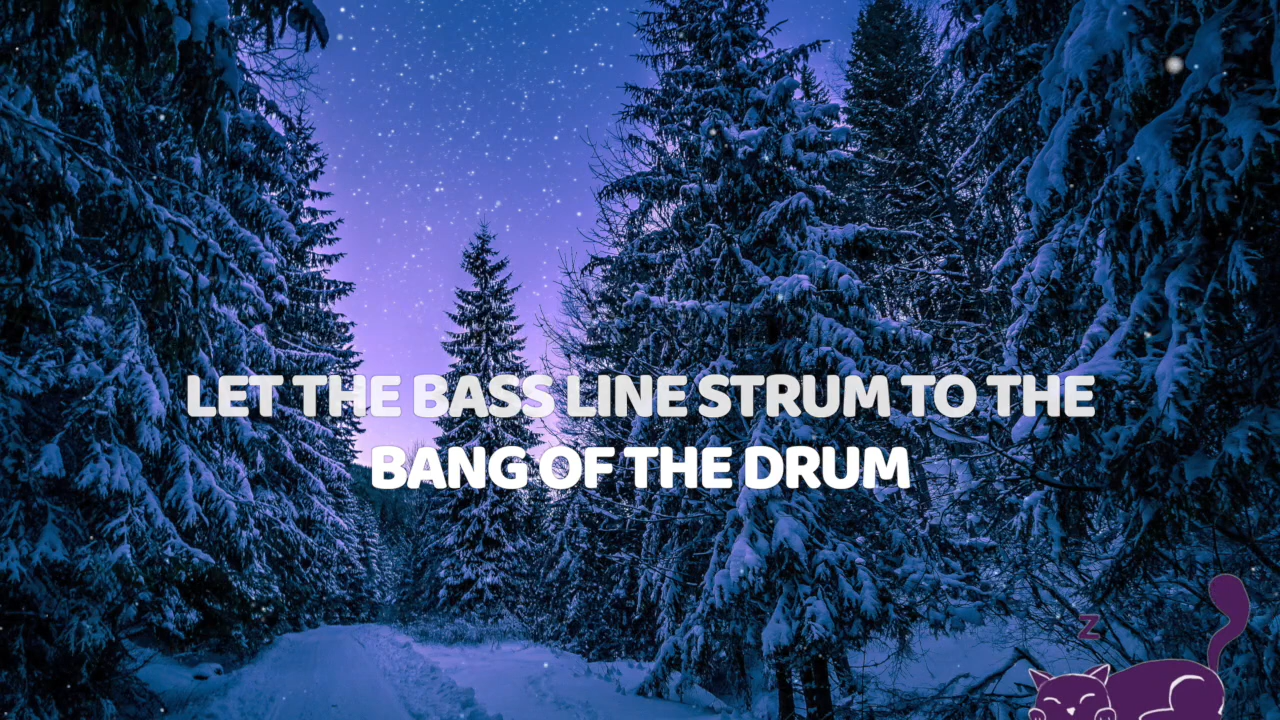 LET THE BASS LINE STRUM TO THE
BANG OF THE DRUM
Z